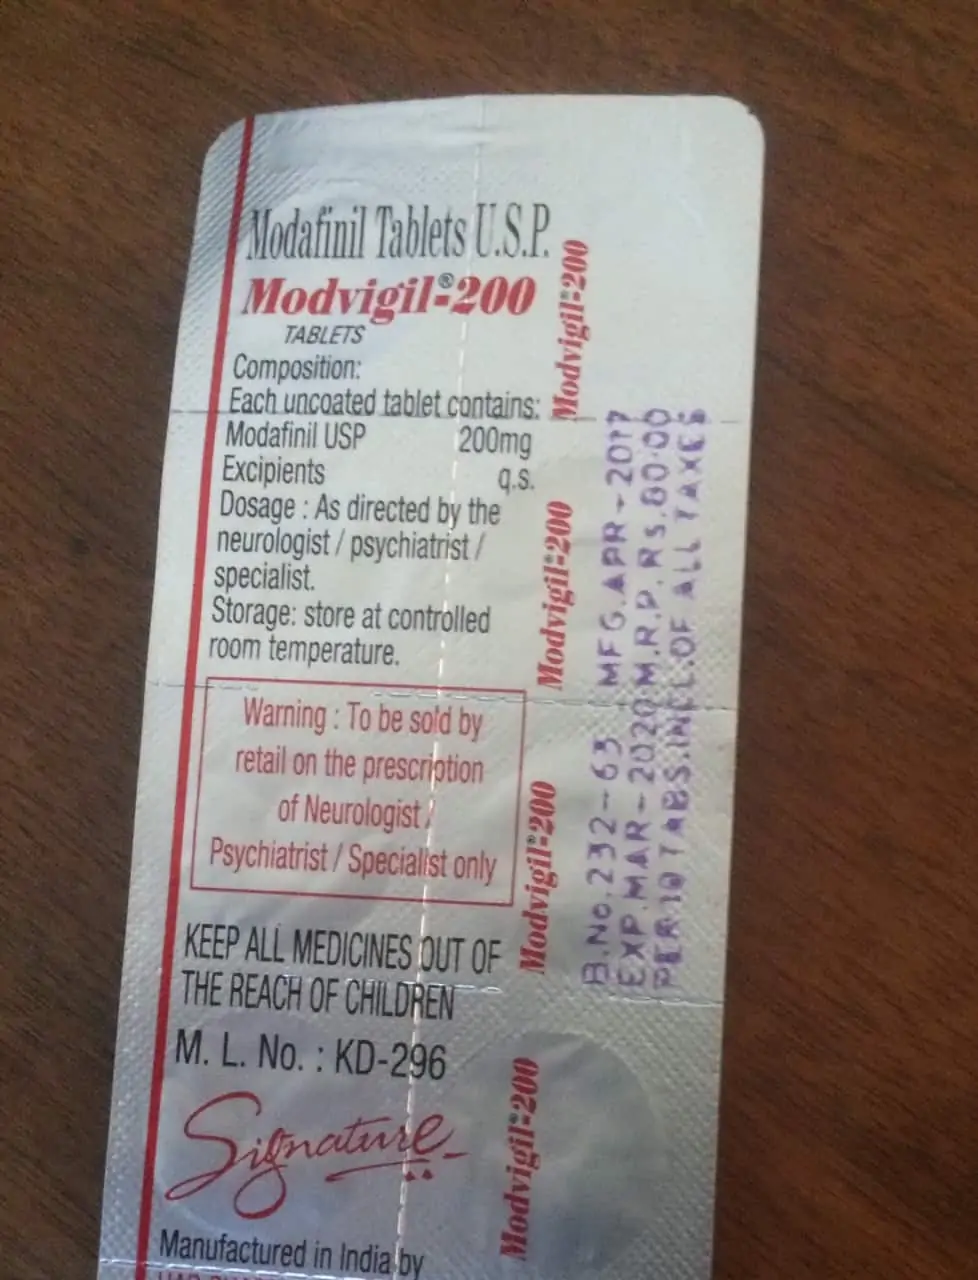 Modafinil Tablets U.S.P.
Modvigil®-200
TABLETS
Composition:
Each uncoated tablet contains:
Modafinil USP 200mg
Excipients q.s.
Dosage : As directed by the
neurologist / psychiatrist /
specialist.
Storage: store at controlled
room temperature.
Warning : To be sold by
retail on the prescription
of Neurologist /
Psychiatrist / Specialist only
KEEP ALL MEDICINES OUT OF
THE REACH OF CHILDREN
M. L. No. : KD-296
Signature
Manufactured in India by
Modvigil®-200
Modvigil®-200
Modvigil®-200
Modvigil®-200
B.No.232-63 MFG.APR-2017
EXP.MAR-2020 M.R.P. Rs.80.00
PER 10 TABS.INCL.OF ALL TAXES